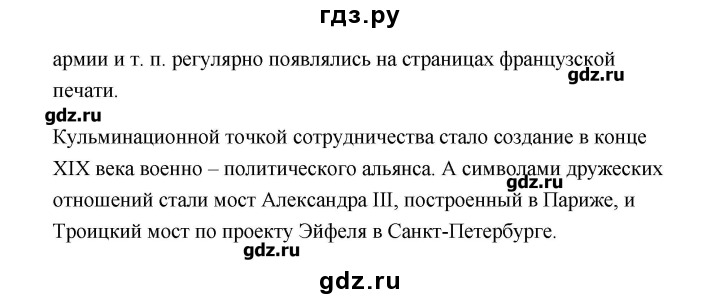 гдз.ру
армии и т. п. регулярно появлялись на страницах французской
gdz.ru
печати.
gdz.ru
Кульминационной точкой сотрудничества стало создание в конце
XIX века военно – политического альянса. А символами дружеских
gdz.ru
отношений стали мост Александра III, построенный в Париже, и
Троицкий мост по проекту Эйфеля в Санкт-Петербурге.
gdz.ru
gdz.ru